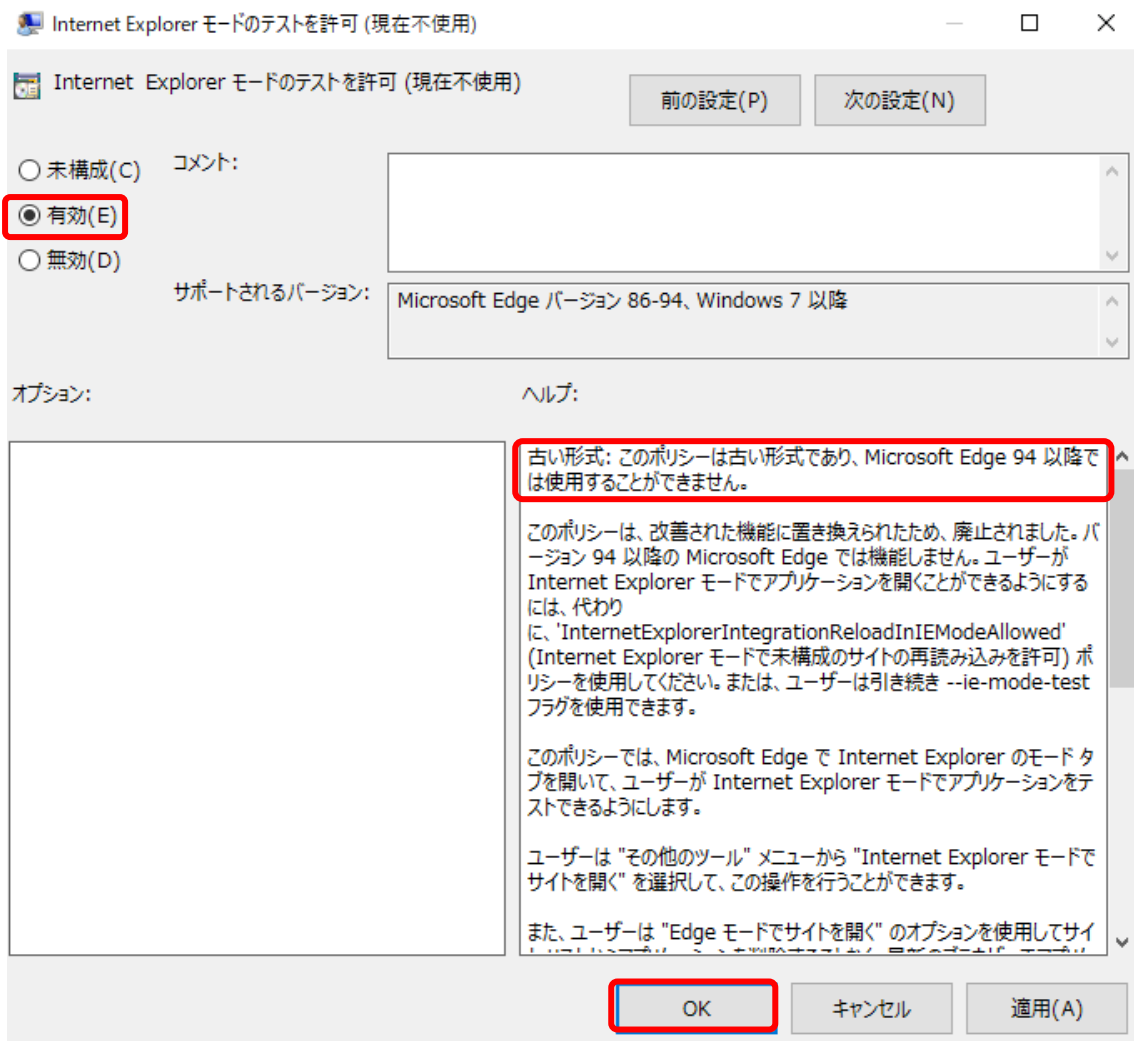 Internet Explorer モードのテストを許可 (現在不使用)
Internet Explorer モードのテストを許可 (現在不使用)
前の設定(P)
次の設定(N)
未構成(C)
有効(E)
無効(D)
コメント:
サポートされるバージョン:
Microsoft Edge バージョン 86-94、Windows 7 以降
オプション:
ヘルプ:
古い形式: このポリシーは古い形式であり、Microsoft Edge 94 以降で
は使用することができません。
このポリシーは、改善された機能に置き換えられたため、廃止されました。バ
ージョン 94 以降の Microsoft Edge では機能しません。ユーザーが
Internet Explorer モードでアプリケーションを開くことができるようにする
には、代わり
に、'InternetExplorerIntegrationReloadInIEModeAllowed'
(Internet Explorer モードで未構成のサイトの再読み込みを許可) ポ
リシーを使用してください。または、ユーザーは引き続き --ie-mode-test
フラグを使用できます。
このポリシーでは、Microsoft Edge で Internet Explorer のモード タ
ブを開いて、ユーザーが Internet Explorer モードでアプリケーションをテ
ストできるようにします。
ユーザーは "その他のツール" メニューから "Internet Explorer モードで
サイトを開く" を選択して、この操作を行うことができます。
また、ユーザーは "Edge モードでサイトを開く" のオプションを使用してサイ
OK
キャンセル
適用(A)